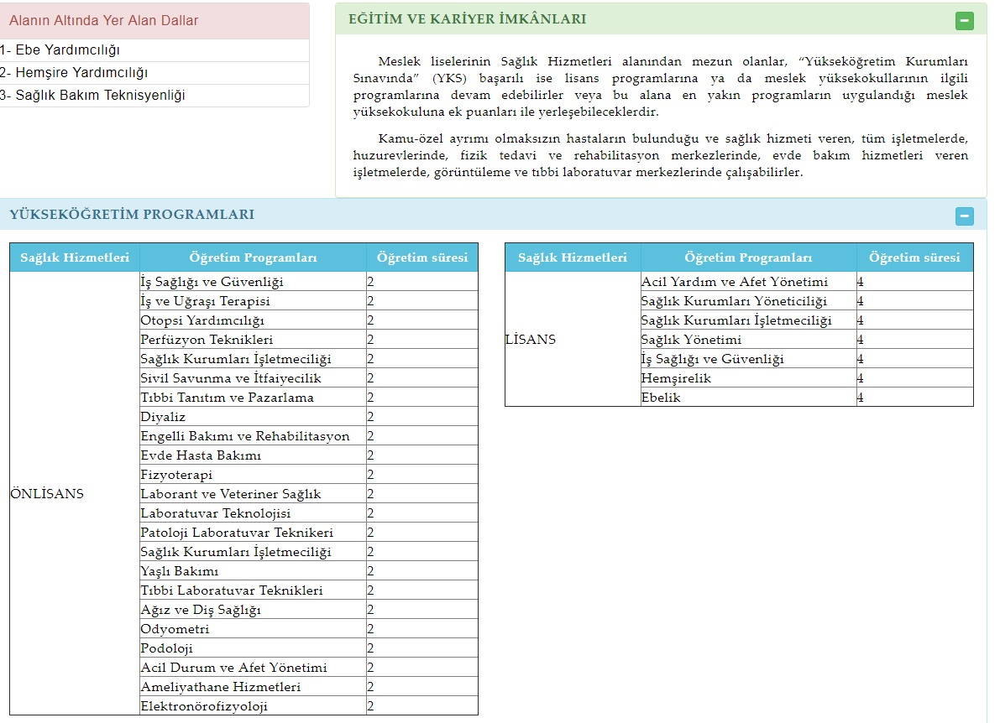 Alanın Altında Yer Alan Dallar
1- Ebe Yardımcılığı
2- Hemşire Yardımcılığı
3- Sağlık Bakım Teknisyenliği
EĞİTİM VE KARİYER İMKÂNLARI
Meslek liselerinin Sağlık Hizmetleri alanından mezun olanlar, “Yükseköğretim Kurumları
Sınavında” (YKS) başarılı ise lisans programlarına ya da meslek yüksekokullarının ilgili
programlarına devam edebilirler veya bu alana en yakın programların uygulandığı meslek
yüksekokuluna ek puanları ile yerleşebileceklerdir.
Kamu-özel ayrımı olmaksızın hastaların bulunduğu ve sağlık hizmeti veren, tüm işletmelerde,
huzurevlerinde, fizik tedavi ve rehabilitasyon merkezlerinde, evde bakım hizmetleri veren
işletmelerde, görüntüleme ve tıbbi laboratuvar merkezlerinde çalışabilirler.
YÜKSEKÖĞRETİM PROGRAMLARI
Sağlık Hizmetleri Öğretim Programları Öğretim süresi
İş Sağlığı ve Güvenliği 2
İş ve Uğraşı Terapisi 2
Otopsi Yardımcılığı 2
Perfüzyon Teknikleri 2
Sağlık Kurumları İşletmeciliği 2
Sivil Savunma ve İtfaiyecilik 2
Tıbbi Tanıtım ve Pazarlama 2
Diyaliz 2
Engelli Bakımı ve Rehabilitasyon 2
Evde Hasta Bakımı 2
Fizyoterapi 2
ÖNLİSANS Laborant ve Veteriner Sağlık 2
Laboratuvar Teknolojisi 2
Patoloji Laboratuvar Teknikeri 2
Sağlık Kurumları İşletmeciliği 2
Yaşlı Bakımı 2
Tıbbi Laboratuvar Teknikleri 2
Ağız ve Diş Sağlığı 2
Odyometri 2
Podoloji 2
Acil Durum ve Afet Yönetimi 2
Ameliyathane Hizmetleri 2
Elektronörofizyoloji 2
Sağlık Hizmetleri Öğretim Programları Öğretim süresi
Acil Yardım ve Afet Yönetimi 4
Sağlık Kurumları Yöneticiliği 4
Sağlık Kurumları İşletmeciliği 4
LİSANS Sağlık Yönetimi 4
İş Sağlığı ve Güvenliği 4
Hemşirelik 4
Ebelik 4